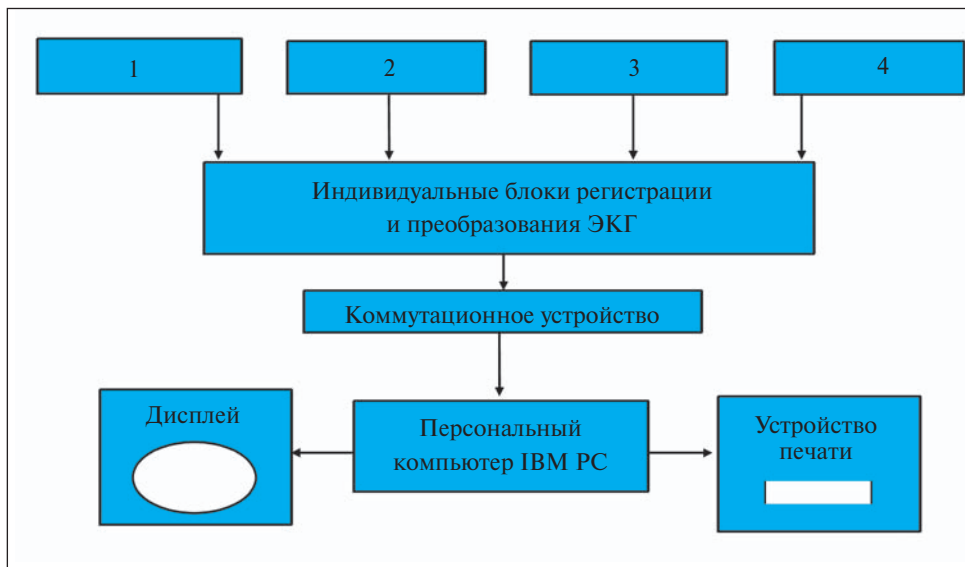 1
2
3
4
Индивидуальные блоки регистрации
и преобразования ЭКГ
Коммутационное устройство
Дисплей
Персональный
компьютер IBM PC
Устройство
печати